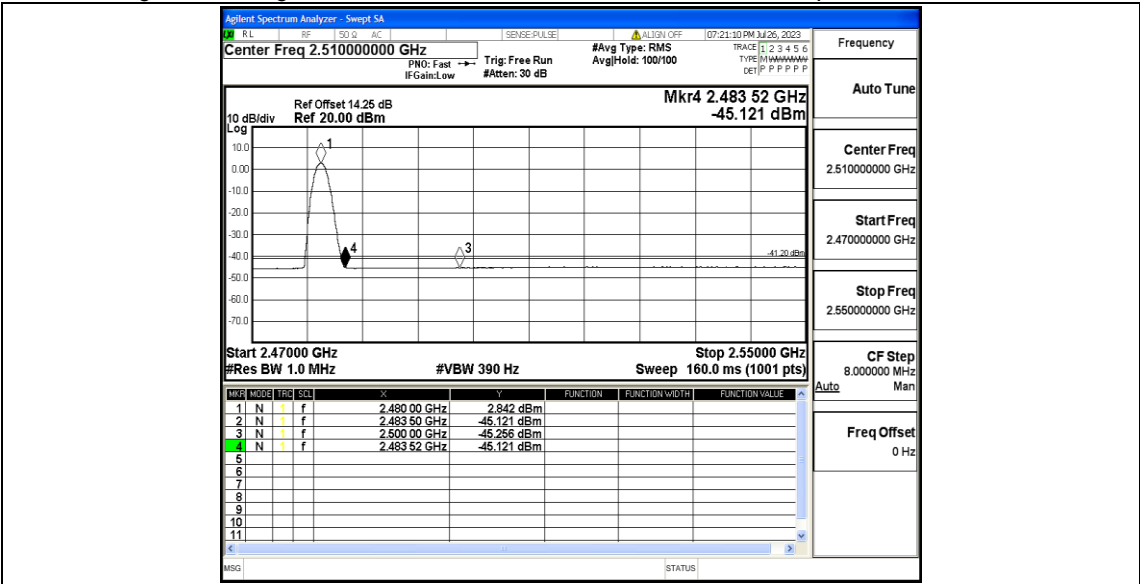 Agilent Spectrum Analyzer - Swept SA
RL RF 50 Ω AC SENSE:PULSE ALIGN OFF 07:21:10 PM Jul 26, 2023
Center Freq 2.510000000 GHz
PNO: Fast
IFGain:Low
Trig: Free Run
#Atten: 30 dB
#Avg Type: RMS
Avg|Hold: 100/100
TRACE 1 2 3 4 5 6
TYPE M
DET P P P P P P
Ref Offset 14.25 dB
10 dB/div Ref 20.00 dBm
Log
Mkr4 2.483 52 GHz
-45.121 dBm
10.0
0.00
-10.0
-20.0
-30.0
-40.0
-50.0
-60.0
-70.0
1
4
3
-41.20 dBm
Start 2.47000 GHz Stop 2.55000 GHz
#Res BW 1.0 MHz #VBW 390 Hz Sweep 160.0 ms (1001 pts)
MKR MODE TRC SCL X Y FUNCTION FUNCTION WIDTH FUNCTION VALUE
1 N 1 f 2.480 00 GHz 2.842 dBm
2 N 1 f 2.483 50 GHz -45.121 dBm
3 N 1 f 2.500 00 GHz -45.256 dBm
4 N 1 f 2.483 52 GHz -45.121 dBm
5
6
7
8
9
10
11
MSG STATUS
Frequency
Auto Tune
Center Freq
2.510000000 GHz
Start Freq
2.470000000 GHz
Stop Freq
2.550000000 GHz
CF Step
8.000000 MHz
Auto Man
Freq Offset
0 Hz